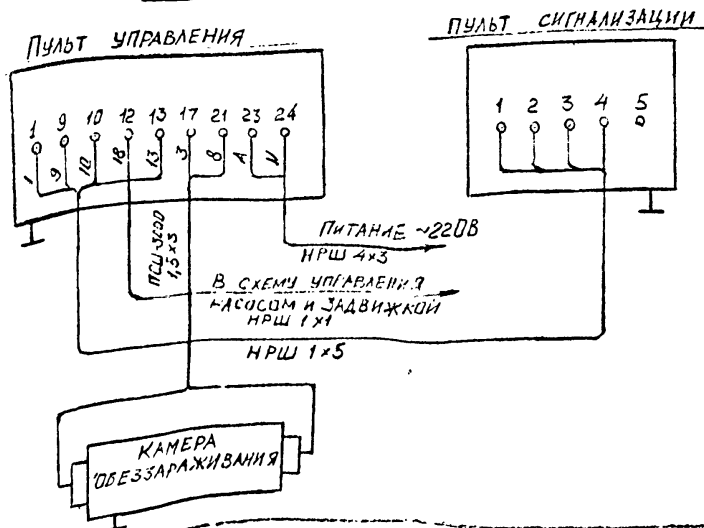 ПУЛЬТ УПРАВЛЕНИЯ
ПУЛЬТ СИГНАЛИЗАЦИИ
1 9 10 12 13 17 21 23 24
1 2 3 4 5
1 9 10 18 13 3 8 А И
ПИТАНИЕ ~220В
НРШ 4×3
1,5×3
В СХЕМУ УПРАВЛЕНИЯ
НАСОСОМ И ЗАДВИЖКОЙ
НРШ 1×1
НРШ 1×5
КАМЕРА
ОБЕЗЗАРАЖИВАНИЯ